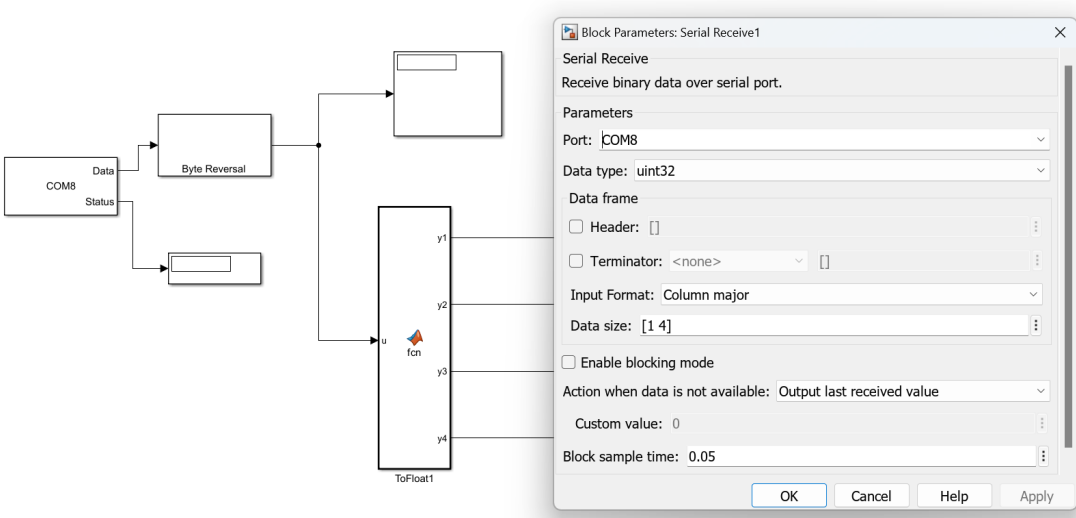 Data
COM8
Status
Byte Reversal
y1
y2
u
fcn
y3
y4
ToFloat1
Block Parameters: Serial Receive1
Serial Receive
Receive binary data over serial port.
Parameters
Port: COM8
Data type: uint32
Data frame
Header: []
Terminator: <none> []
Input Format: Column major
Data size: [1 4]
Enable blocking mode
Action when data is not available: Output last received value
Custom value: 0
Block sample time: 0.05
OK Cancel Help Apply